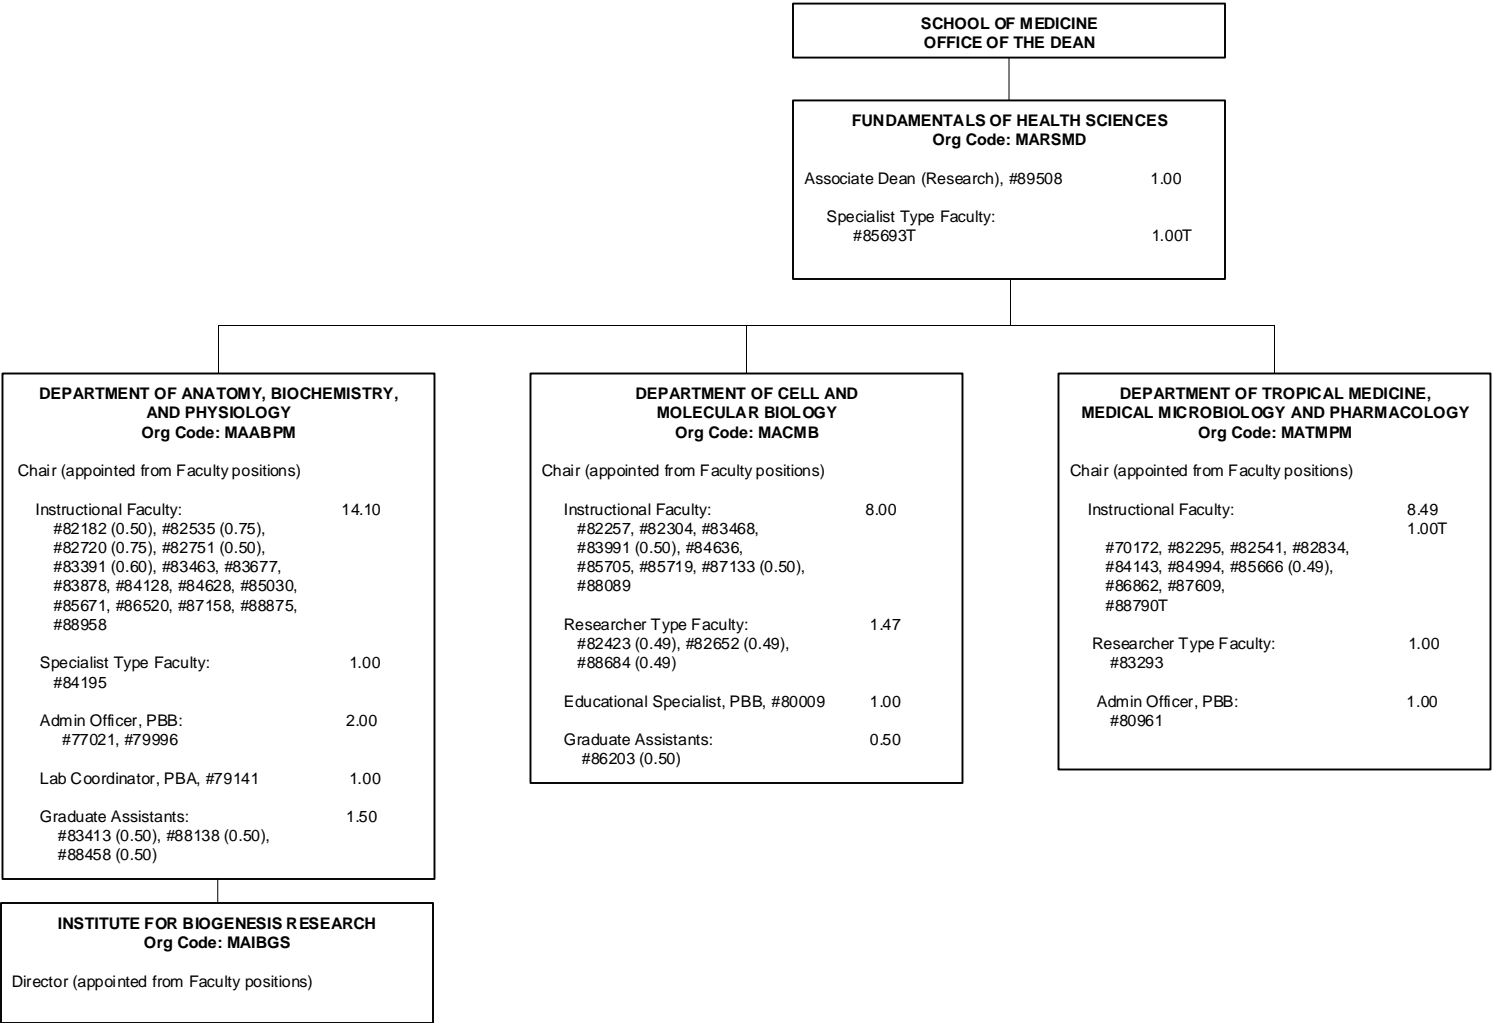 SCHOOL OF MEDICINE
OFFICE OF THE DEAN
FUNDAMENTALS OF HEALTH SCIENCES
Org Code: MARSMD
Associate Dean (Research), #89508 1.00
Specialist Type Faculty:
#85693T 1.00T
DEPARTMENT OF ANATOMY, BIOCHEMISTRY,
AND PHYSIOLOGY
Org Code: MAABPM
Chair (appointed from Faculty positions)
Instructional Faculty: 14.10
#82182 (0.50), #82535 (0.75),
#82720 (0.75), #82751 (0.50),
#83391 (0.60), #83463, #83677,
#83878, #84128, #84628, #85030,
#85671, #86520, #87158, #88875,
#88958
Specialist Type Faculty: 1.00
#84195
Admin Officer, PBB: 2.00
#77021, #79996
Lab Coordinator, PBA, #79141 1.00
Graduate Assistants: 1.50
#83413 (0.50), #88138 (0.50),
#88458 (0.50)
INSTITUTE FOR BIOGENESIS RESEARCH
Org Code: MAIBGS
Director (appointed from Faculty positions)
DEPARTMENT OF CELL AND
MOLECULAR BIOLOGY
Org Code: MACMB
Chair (appointed from Faculty positions)
Instructional Faculty: 8.00
#82257, #82304, #83468,
#83991 (0.50), #84636,
#85705, #85719, #87133 (0.50),
#88089
Researcher Type Faculty: 1.47
#82423 (0.49), #82652 (0.49),
#88684 (0.49)
Educational Specialist, PBB, #80009 1.00
Graduate Assistants: 0.50
#86203 (0.50)
DEPARTMENT OF TROPICAL MEDICINE,
MEDICAL MICROBIOLOGY AND PHARMACOLOGY
Org Code: MATMPM
Chair (appointed from Faculty positions)
Instructional Faculty: 8.49
1.00T
#70172, #82295, #82541, #82834,
#84143, #84994, #85666 (0.49),
#86862, #87609,
#88790T
Researcher Type Faculty: 1.00
#83293
Admin Officer, PBB: 1.00
#80961